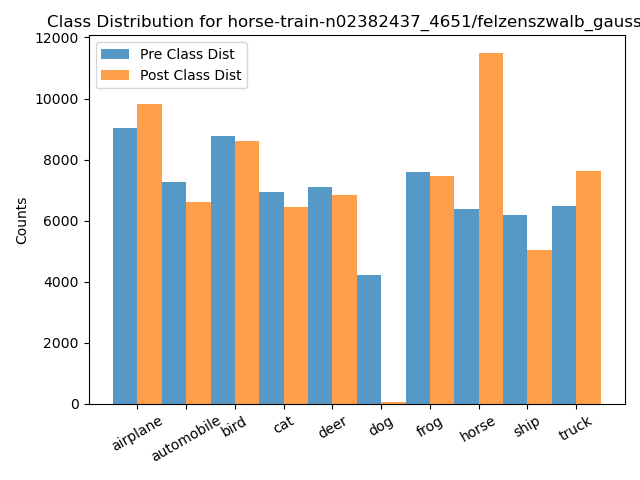 Class Distribution for horse-train-n02382437_4651/felzenszwalb_gauss
Pre Class Dist
Post Class Dist
Counts
12000
10000
8000
6000
4000
2000
0
airplane
automobile
bird
cat
deer
dog
frog
horse
ship
truck